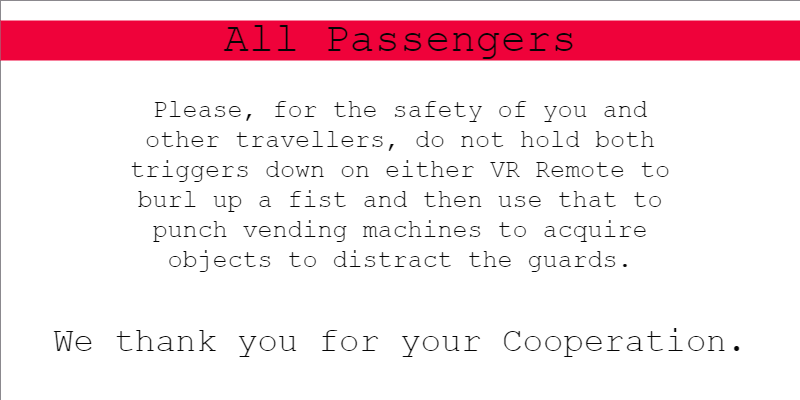 All Passengers
Please, for the safety of you and
other travellers, do not hold both
triggers down on either VR Remote to
burl up a fist and then use that to
punch vending machines to acquire
objects to distract the guards.
We thank you for your Cooperation.